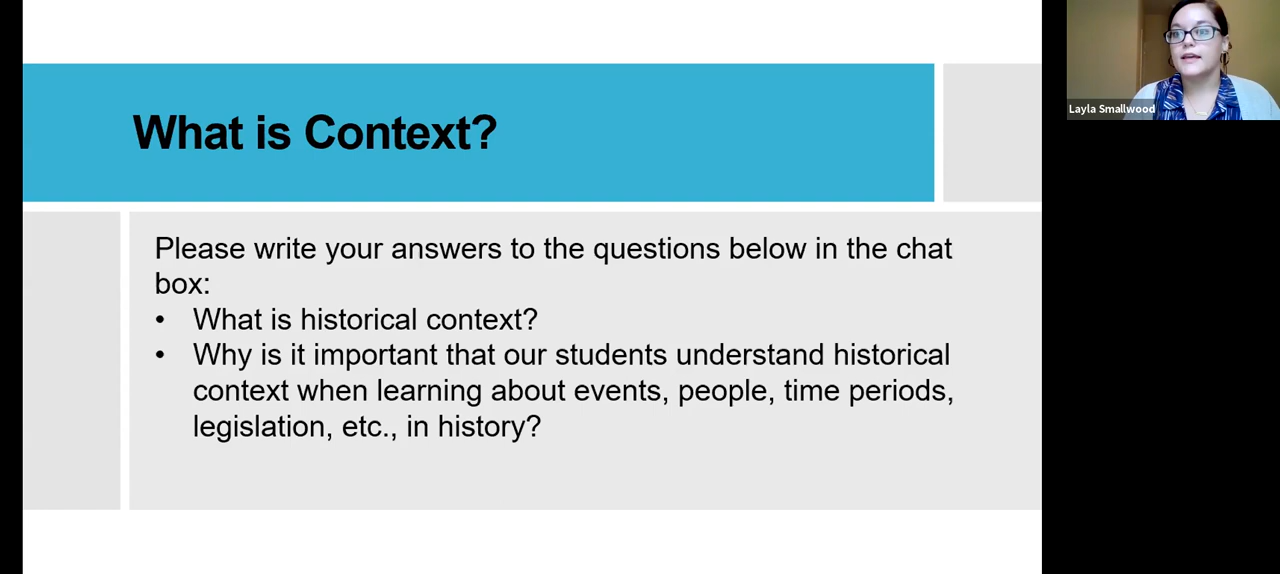 What is Context?
Please write your answers to the questions below in the chat
box:
• What is historical context?
• Why is it important that our students understand historical
context when learning about events, people, time periods,
legislation, etc., in history?
Layla Smallwood